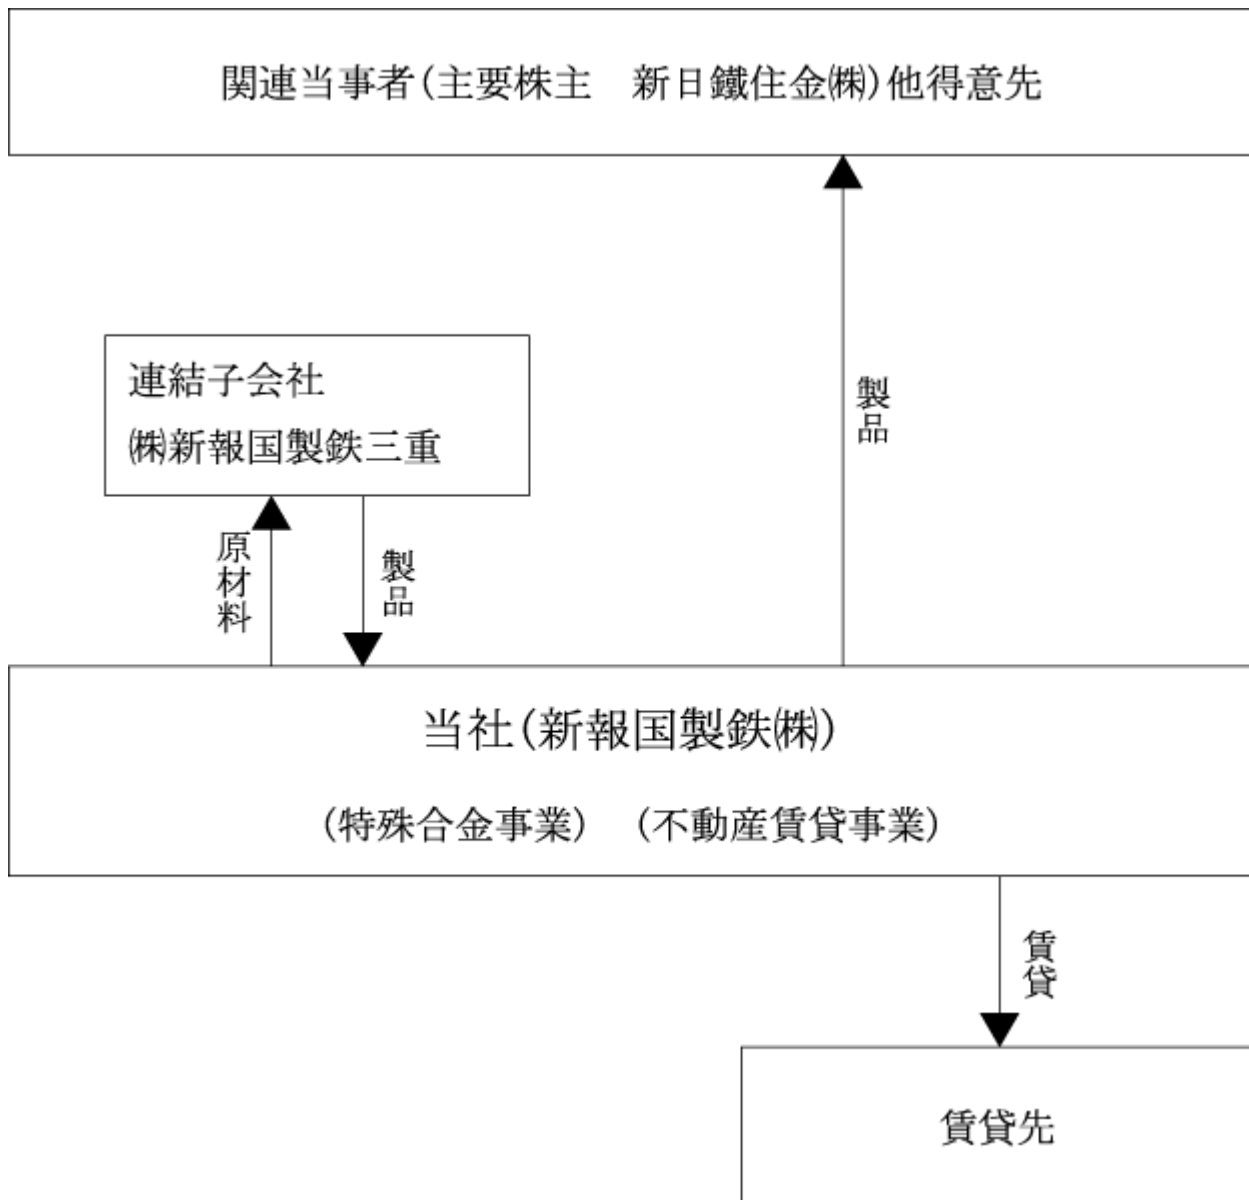 関連当事者(主要株主　新日鐵住金㈱)他得意先
製品
連結子会社
㈱新報国製鉄三重
原材料
製品
当社(新報国製鉄㈱)
(特殊合金事業)　(不動産賃貸事業)
賃貸
賃貸先